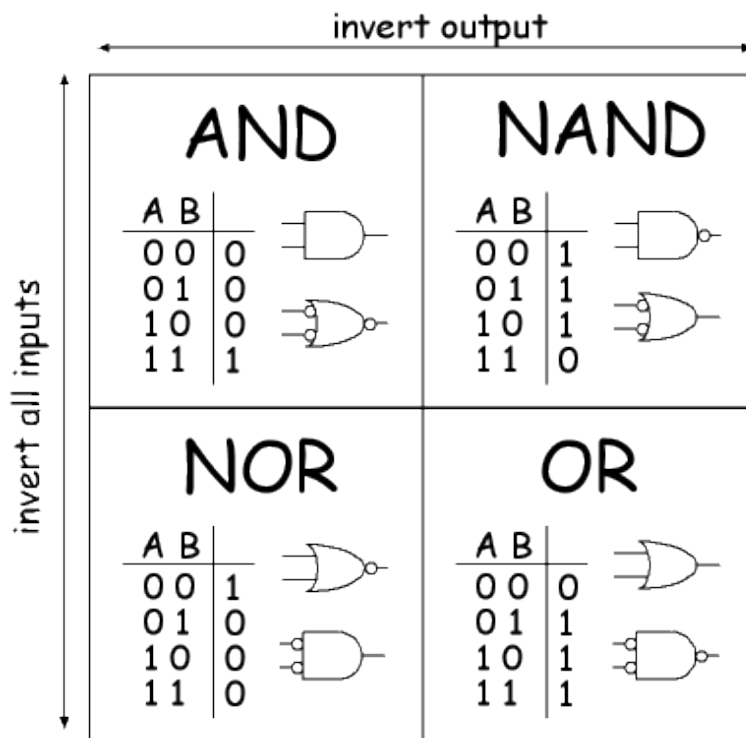 invert output
invert all inputs
AND
A B
0 0 0
0 1 0
1 0 0
1 1 1
NAND
A B
0 0 1
0 1 1
1 0 1
1 1 0
NOR
A B
0 0 1
0 1 0
1 0 0
1 1 0
OR
A B
0 0 0
0 1 1
1 0 1
1 1 1